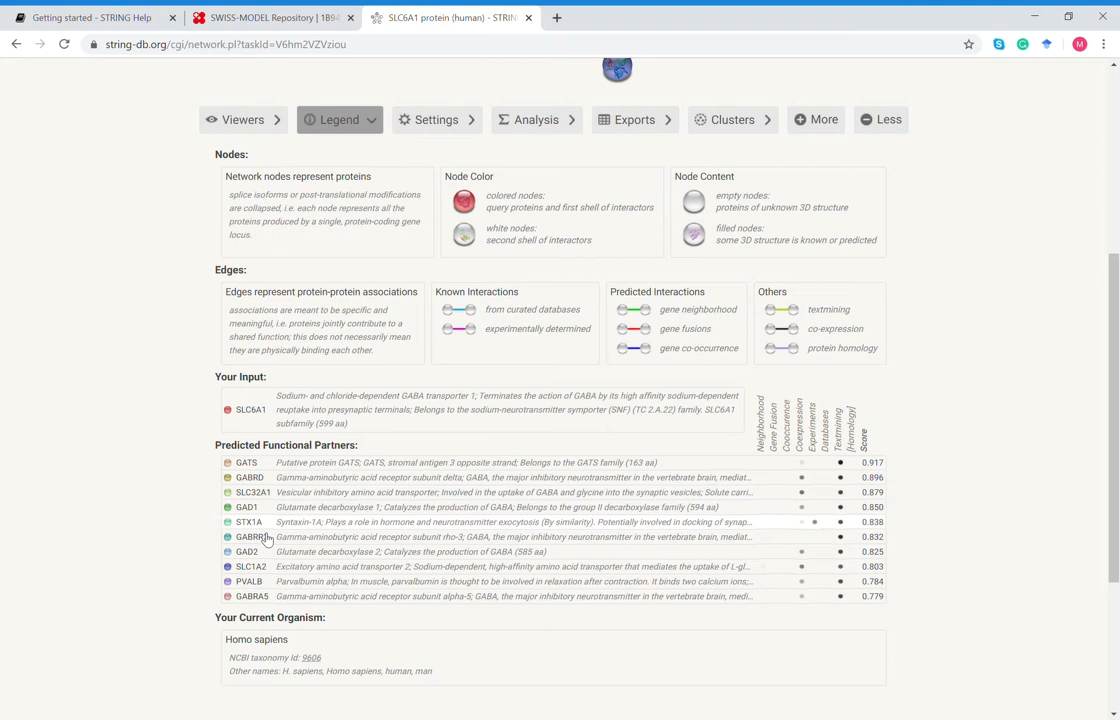 Getting started - STRING Help
SWISS-MODEL Repository | 1B94
SLC6A1 protein (human) - STRIN
string-db.org/cgi/network.pl?taskId=V6hm2VZVziou
M
Viewers
Legend
Settings
Analysis
Exports
Clusters
More
Less
Nodes:
Network nodes represent proteins
splice isoforms or post-translational modifications
are collapsed, i.e. each node represents all the
proteins produced by a single, protein-coding gene
locus.
Node Color
colored nodes:
query proteins and first shell of interactors
white nodes:
second shell of interactors
Node Content
empty nodes:
proteins of unknown 3D structure
filled nodes:
some 3D structure is known or predicted
Edges:
Edges represent protein-protein associations
associations are meant to be specific and
meaningful, i.e. proteins jointly contribute to a
shared function; this does not necessarily mean
they are physically binding each other.
Known Interactions
from curated databases
experimentally determined
Predicted Interactions
gene neighborhood
gene fusions
gene co-occurrence
Others
textmining
co-expression
protein homology
Your Input:
SLC6A1
Sodium- and chloride-dependent GABA transporter 1; Terminates the action of GABA by its high affinity sodium-dependent
reuptake into presynaptic terminals; Belongs to the sodium-neurotransmitter symporter (SNF) (TC 2.A.22) family. SLC6A1
subfamily (599 aa)
Neighborhood
Gene Fusion
Cooccurence
Coexpression
Experiments
Databases
Textmining
[Homology]
Score
Predicted Functional Partners:
GATS Putative protein GATS; GATS, stromal antigen 3 opposite strand; Belongs to the GATS family (163 aa) 0.917
GABRD Gamma-aminobutyric acid receptor subunit delta; GABA, the major inhibitory neurotransmitter in the vertebrate brain, mediat... 0.896
SLC32A1 Vesicular inhibitory amino acid transporter; Involved in the uptake of GABA and glycine into the synaptic vesicles; Solute carri... 0.879
GAD1 Glutamate decarboxylase 1; Catalyzes the production of GABA; Belongs to the group II decarboxylase family (594 aa) 0.850
STX1A Syntaxin-1A; Plays a role in hormone and neurotransmitter exocytosis (By similarity). Potentially involved in docking of synap... 0.838
Gamma-aminobutyric acid receptor subunit rho-3; GABA, the major inhibitory neurotransmitter in the vertebrate brain, mediat... 0.832
GAD2 Glutamate decarboxylase 2; Catalyzes the production of GABA (585 aa) 0.825
SLC1A2 Excitatory amino acid transporter 2; Sodium-dependent, high-affinity amino acid transporter that mediates the uptake of L-gl... 0.803
PVALB Parvalbumin alpha; In muscle, parvalbumin is thought to be involved in relaxation after contraction. It binds two calcium ions;... 0.784
GABRA5 Gamma-aminobutyric acid receptor subunit alpha-5; GABA, the major inhibitory neurotransmitter in the vertebrate brain, medi... 0.779
Your Current Organism:
Homo sapiens
NCBI taxonomy Id: 9606
Other names: H. sapiens, Homo sapiens, human, man